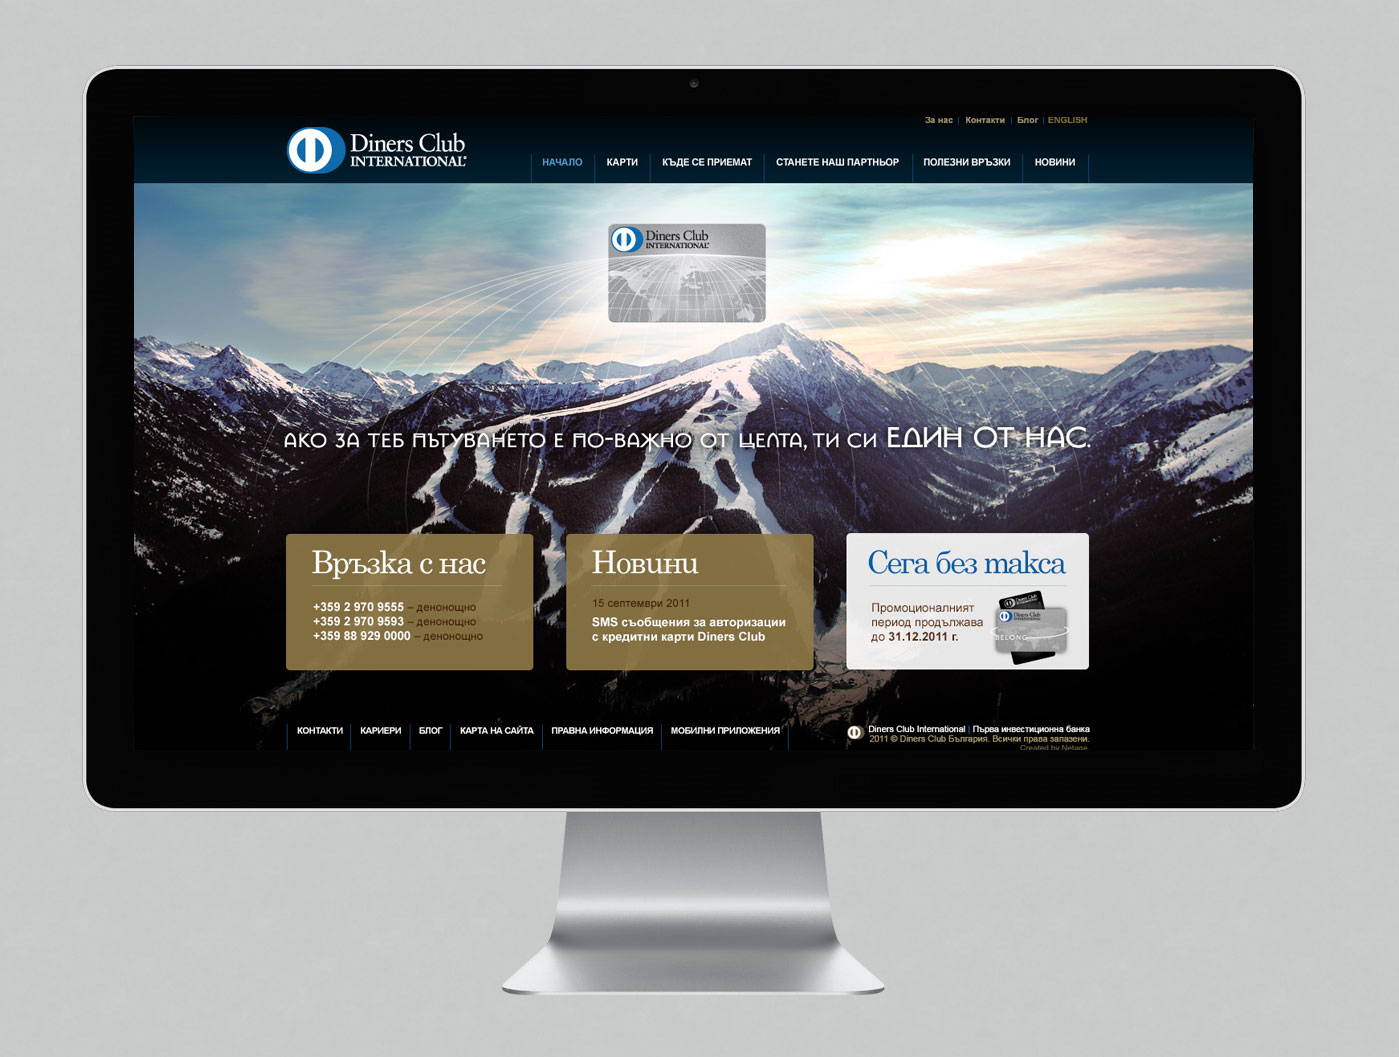 За нас | Контакти | Блог | ENGLISH
Diners Club
INTERNATIONAL®
НАЧАЛО
КАРТИ
КЪДЕ СЕ ПРИЕМАТ
СТАНЕТЕ НАШ ПАРТНЬОР
ПОЛЕЗНИ ВРЪЗКИ
НОВИНИ
Diners Club
INTERNATIONAL®
АКО ЗА ТЕБ ПЪТУВАНЕТО Е ПО-ВАЖНО ОТ ЦЕЛТА, ТИ СИ ЕДИН ОТ НАС.
Връзка с нас
+359 2 970 9555 – денонощно
+359 2 970 9593 – денонощно
+359 88 929 0000 – денонощно
Новини
15 септември 2011
SMS съобщения за авторизации
с кредитни карти Diners Club
Сега без такса
Промоционалният
период продължава
до 31.12.2011 г.
Diners Club
Diners Club
INTERNATIONAL
BELONG
КОНТАКТИ
КАРИЕРИ
БЛОГ
КАРТА НА САЙТА
ПРАВНА ИНФОРМАЦИЯ
МОБИЛНИ ПРИЛОЖЕНИЯ
Diners Club International | Първа инвестиционна банка
2011 © Diners Club България. Всички права запазени.
Created by Netage.